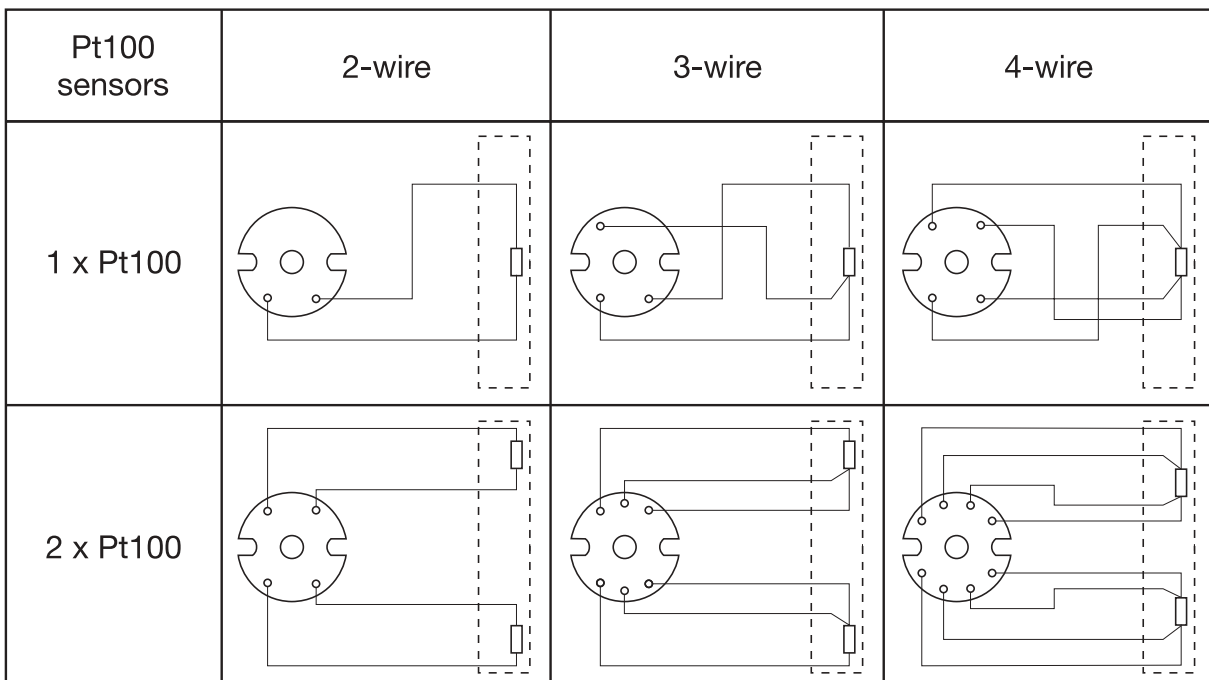 Pt100
sensors
2-wire
3-wire
4-wire
1 x Pt100
2 x Pt100